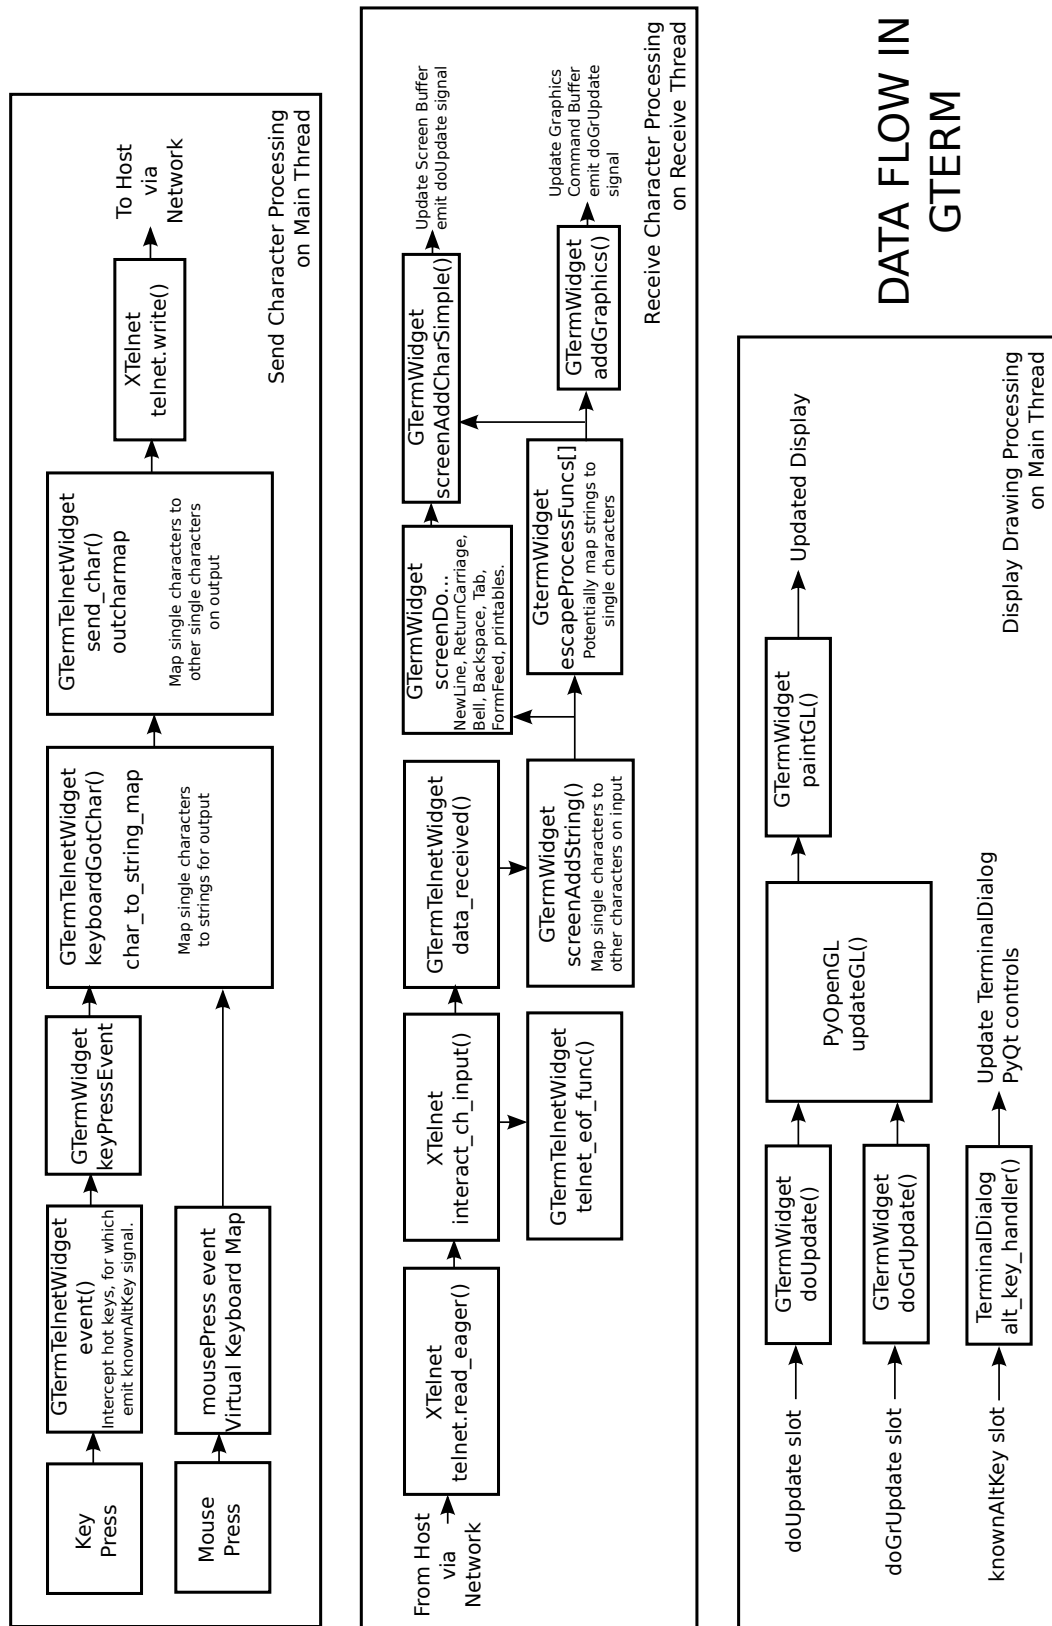 DATA FLOW IN
GTERM
Key
Press
GTermTelnetWidget
event()
Intercept hot keys, for which
emit knownAltKey signal.
GTermWidget
keyPressEvent
Mouse
Press
mousePress event
Virtual Keyboard Map
GTermTelnetWidget
keyboardGotChar()
char_to_string_map
Map single characters
to strings for output
GTermTelnetWidget
send_char()
outcharmap
Map single characters to
other single characters
on output
XTelnet
telnet.write()
To Host
via
Network
Send Character Processing
on Main Thread
From Host
via
Network
XTelnet
telnet.read_eager()
XTelnet
interact_ch_input()
GTermTelnetWidget
telnet_eof_func()
GTermTelnetWidget
data_received()
GTermWidget
screenAddString()
Map single characters to
other characters on input
GTermWidget
screenDo...
NewLine, ReturnCarriage,
Bell, Backspace, Tab,
FormFeed, printables.
GtermWidget
escapeProcessFuncs[]
Potentially map strings to
single characters
GTermWidget
screenAddCharSimple()
GTermWidget
addGraphics()
Update Screen Buffer
emit doUpdate signal
Update Graphics
Command Buffer
emit doGrUpdate
signal
Receive Character Processing
on Receive Thread
doUpdate slot
GTermWidget
doUpdate()
doGrUpdate slot
GTermWidget
doGrUpdate()
knownAltKey slot
TerminalDialog
alt_key_handler()
Update TerminalDialog
PyQt controls
PyOpenGL
updateGL()
GTermWidget
paintGL()
Updated Display
Display Drawing Processing
on Main Thread